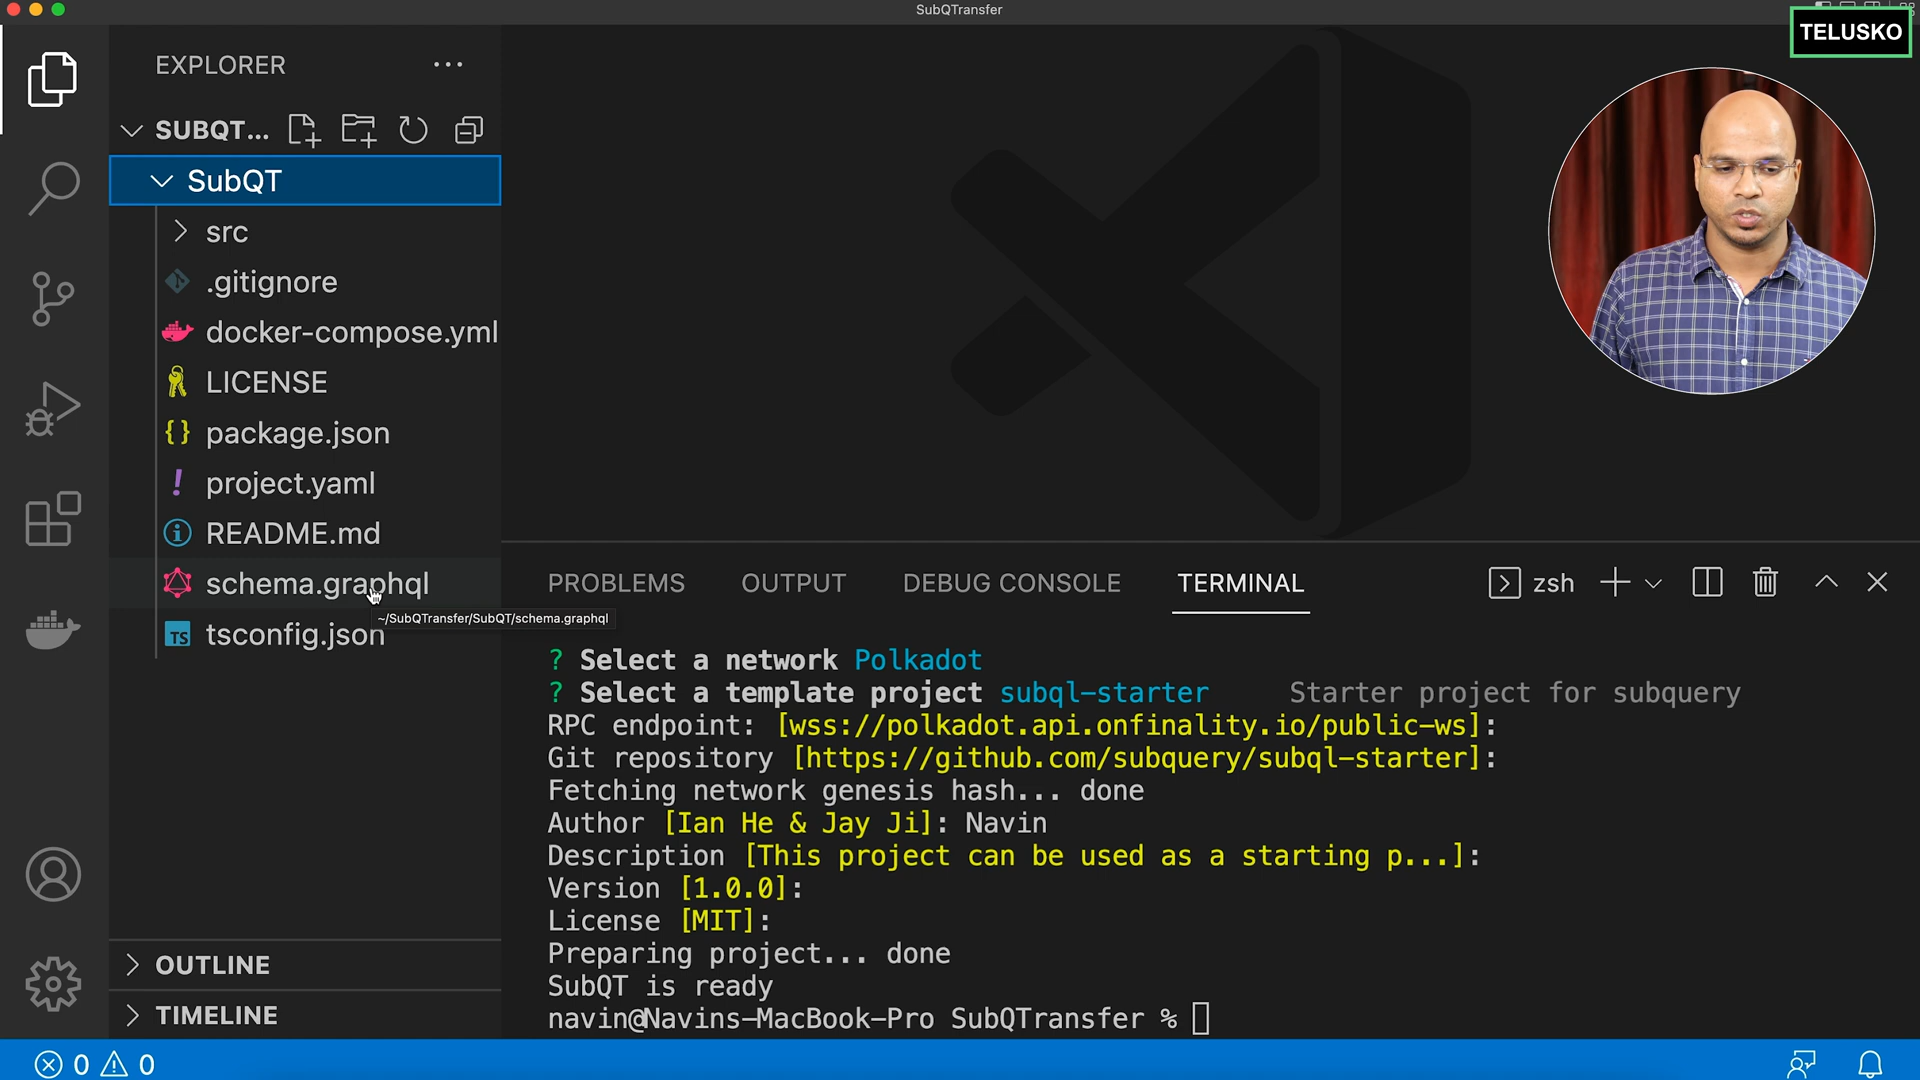 SubQTransfer
TELUSKO
EXPLORER
SUBQT...
SubQT
src
.gitignore
docker-compose.yml
LICENSE
package.json
project.yaml
README.md
schema.graphql
~/SubQTransfer/SubQT/schema.graphql
TS tsconfig.json
OUTLINE
TIMELINE
PROBLEMS OUTPUT DEBUG CONSOLE TERMINAL zsh
? Select a network Polkadot
? Select a template project subql-starter Starter project for subquery
RPC endpoint: [wss://polkadot.api.onfinality.io/public-ws]:
Git repository [https://github.com/subquery/subql-starter]:
Fetching network genesis hash... done
Author [Ian He & Jay Ji]: Navin
Description [This project can be used as a starting p...]:
Version [1.0.0]:
License [MIT]:
Preparing project... done
SubQT is ready
navin@Navins-MacBook-Pro SubQTransfer %
0 0